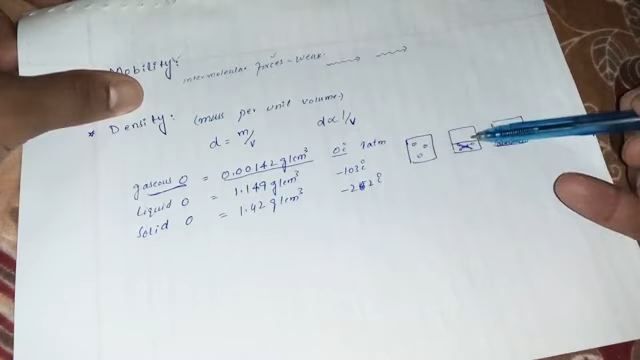 Mobility:
intermolecular forces - weak.
* Density: (mass per unit volume.)
d = m/v d ∝ 1/v
gaseous O = 0.00142 g/cm³ 0°C 1atm
Liquid O = 1.149 g/cm³
Solid O = 1.42 g/cm³